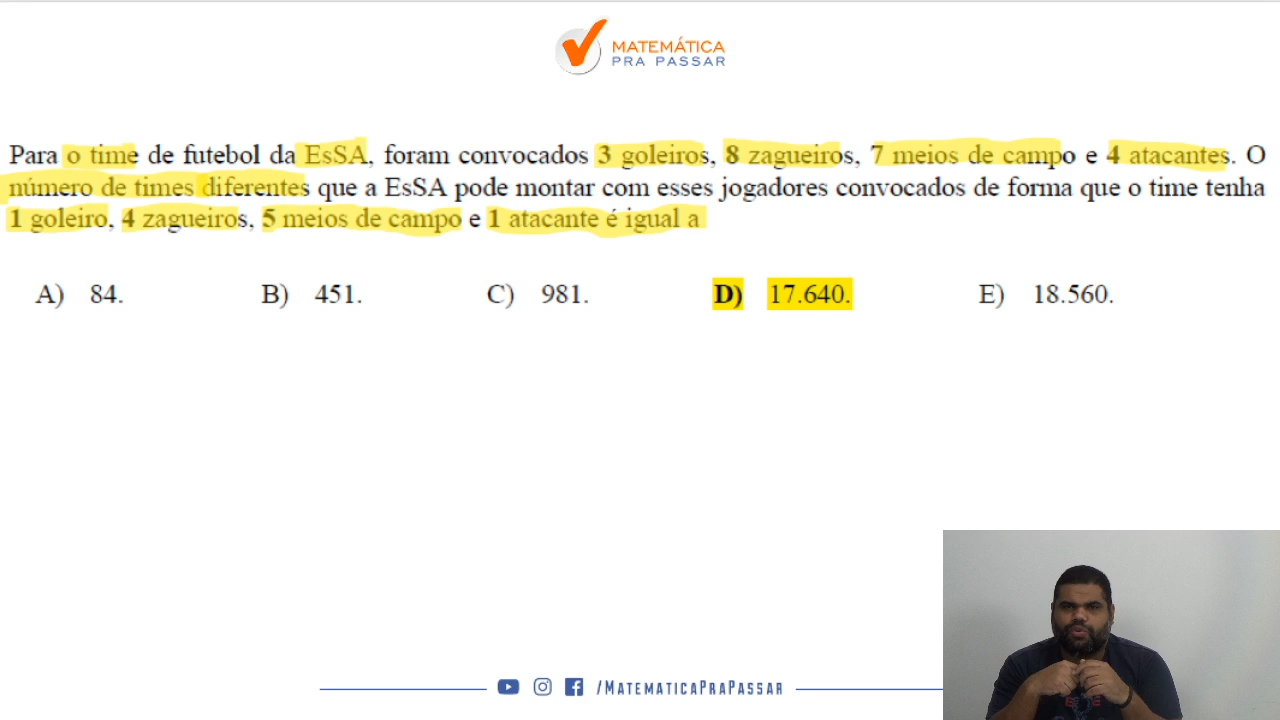 MATEMÁTICA
PRA PASSAR
Para o time de futebol da EsSA, foram convocados 3 goleiros, 8 zagueiros, 7 meios de campo e 4 atacantes. O
número de times diferentes que a EsSA pode montar com esses jogadores convocados de forma que o time tenha
1 goleiro, 4 zagueiros, 5 meios de campo e 1 atacante é igual a
A) 84. B) 451. C) 981. D) 17.640. E) 18.560.
/MATEMATICAPRAPASSAR